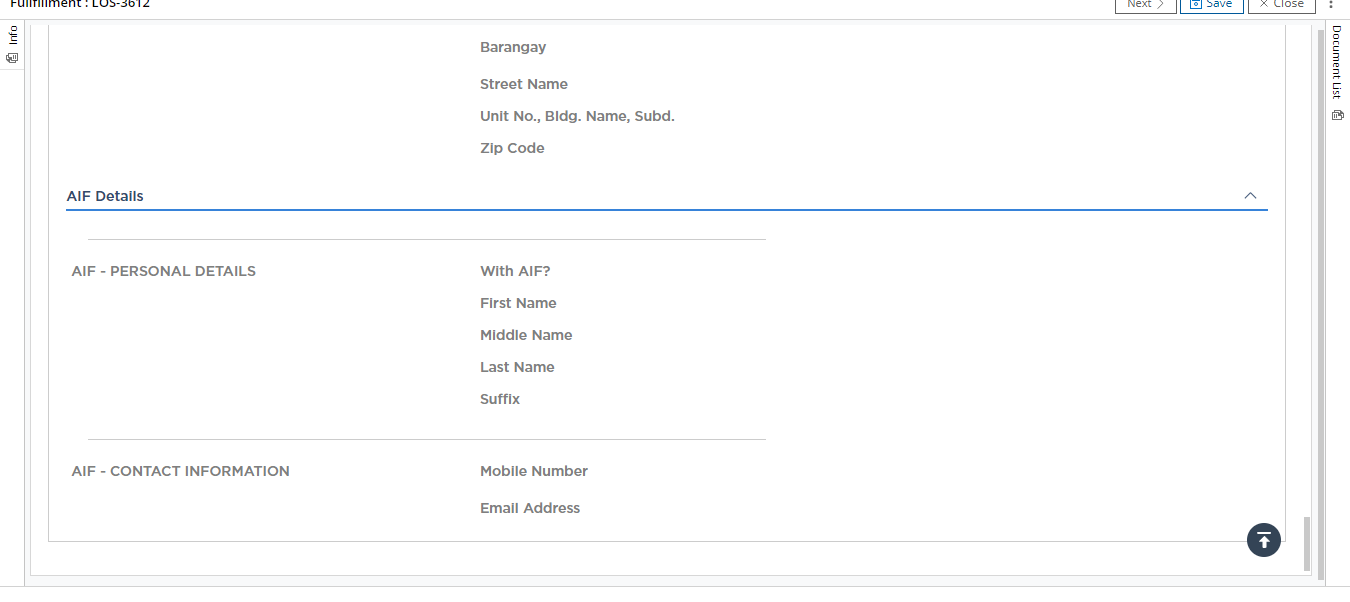 Fulfillment : LOS-3612
Next
Save
Close
Info
Document List
Barangay
Street Name
Unit No., Bldg. Name, Subd.
Zip Code
AIF Details
AIF - PERSONAL DETAILS
With AIF?
First Name
Middle Name
Last Name
Suffix
AIF - CONTACT INFORMATION
Mobile Number
Email Address